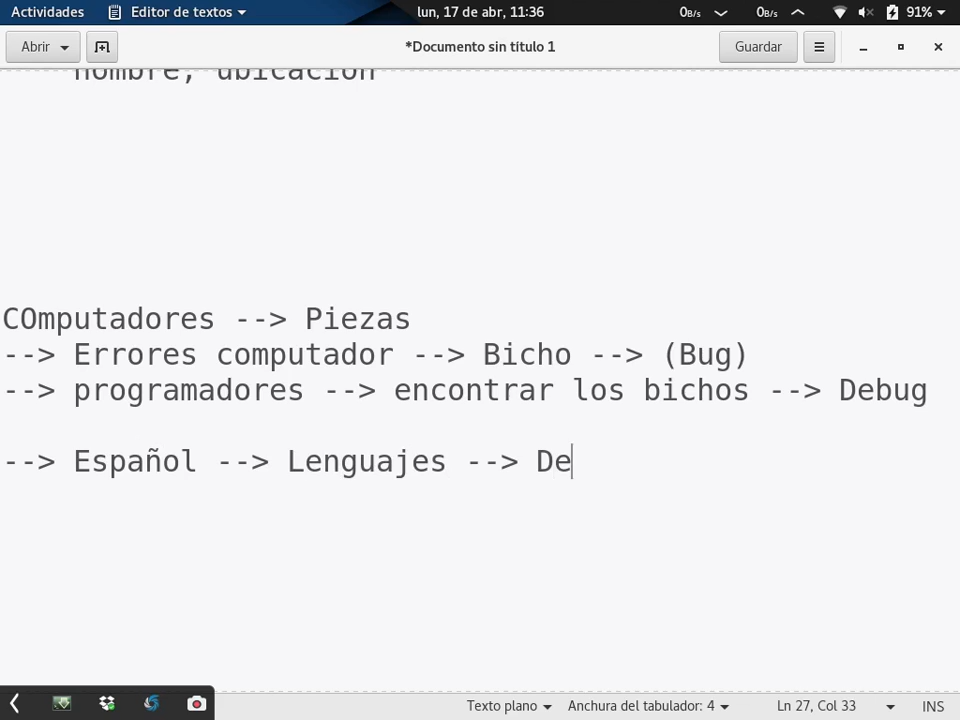 Actividades Editor de textos lun, 17 de abr, 11:36 0B/s 0B/s 91%
Abrir *Documento sin título 1 Guardar
nombre, ubicación
COmputadores --> Piezas
--> Errores computador --> Bicho --> (Bug)
--> programadores --> encontrar los bichos --> Debug
--> Español --> Lenguajes --> De
Texto plano Anchura del tabulador: 4 Ln 27, Col 33 INS